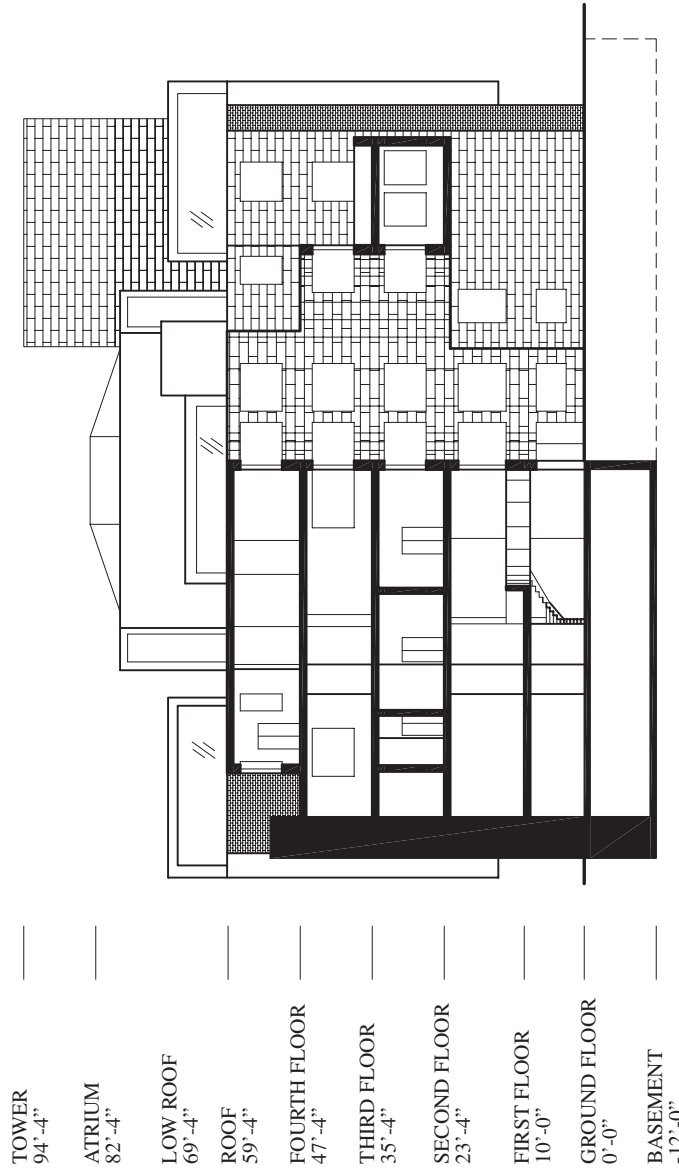 TOWER
94’-4”
ATRIUM
82’-4”
LOW ROOF
69’-4”
ROOF
59’-4”
FOURTH FLOOR
47’-4”
THIRD FLOOR
35’-4”
SECOND FLOOR
23’-4”
FIRST FLOOR
10’-0”
GROUND FLOOR
0’-0”
BASEMENT
-12’-0”